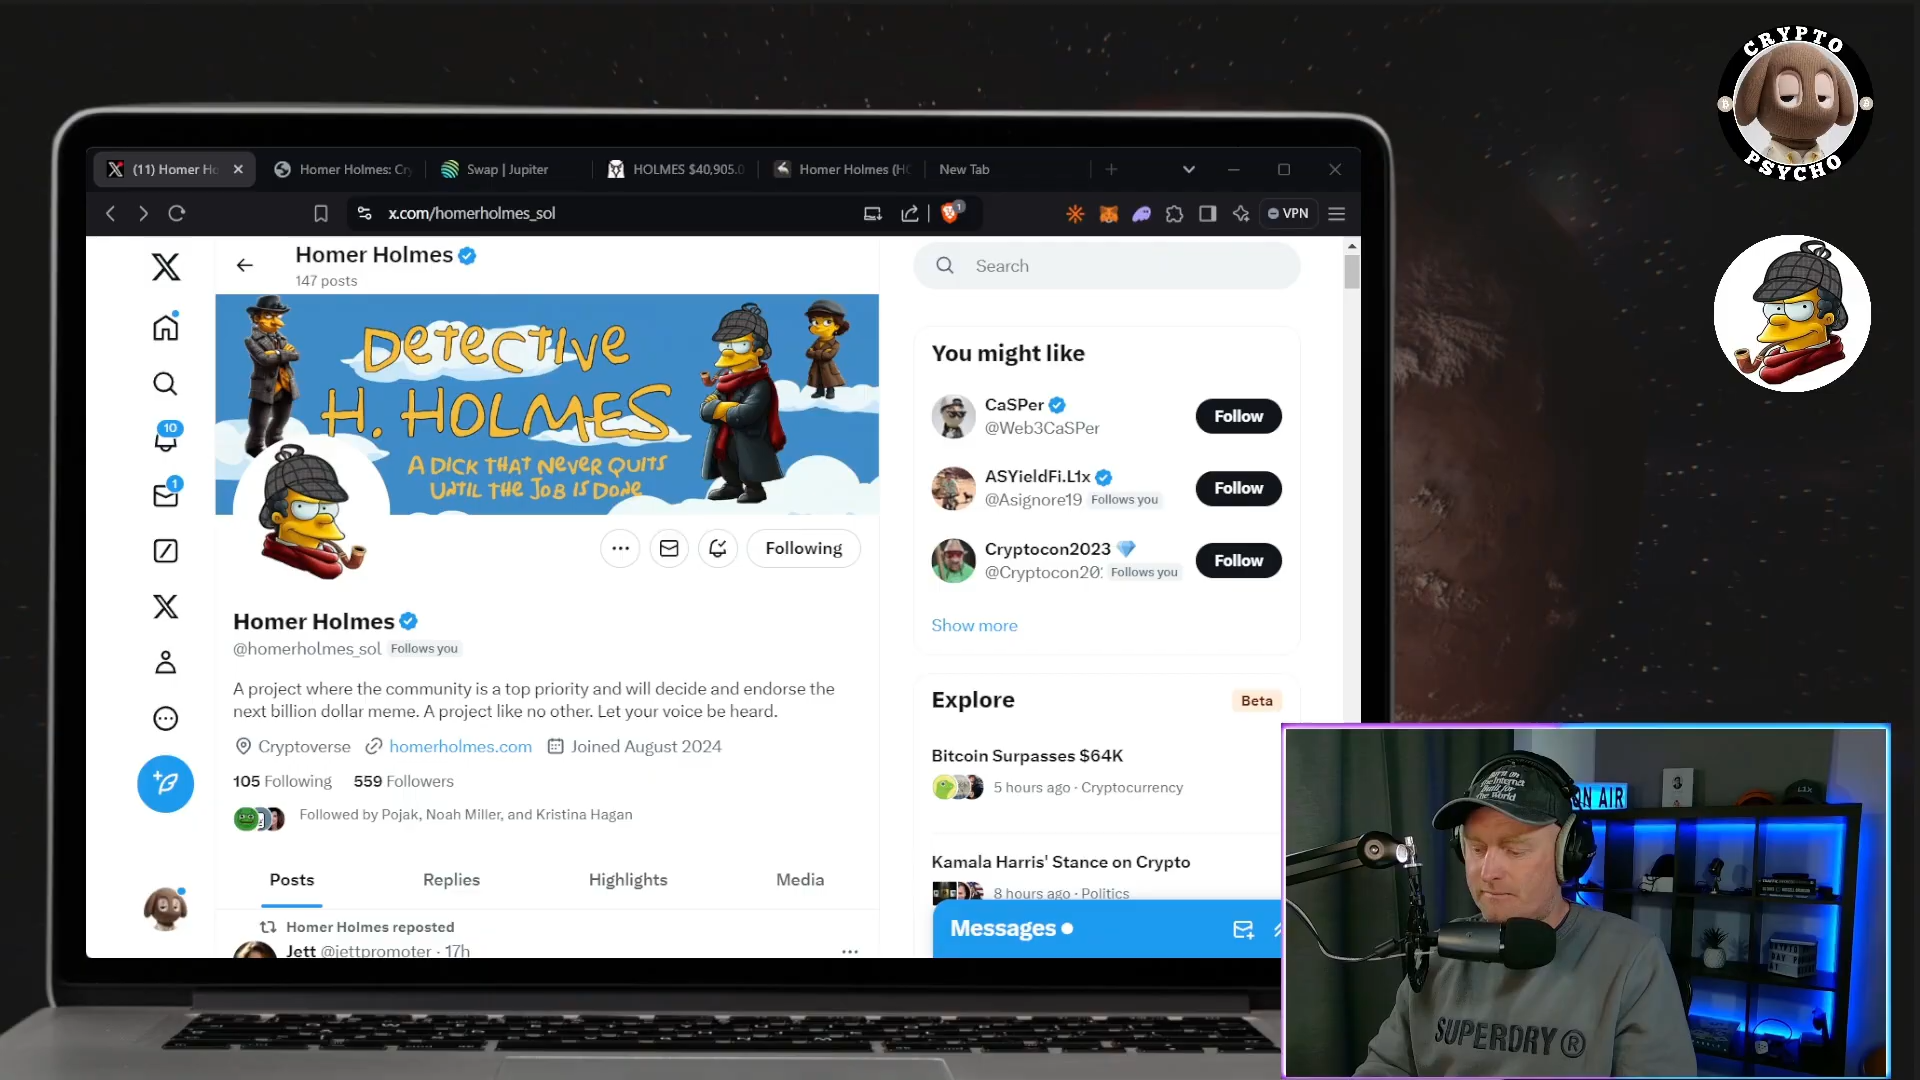 CRYPTO
PSYCHO
(11) Homer Ho
Homer Holmes: Cry
Swap | Jupiter
HOLMES $40,905.0
Homer Holmes (HO
New Tab
x.com/homerholmes_sol
1
VPN
Homer Holmes
147 posts
Search
DETECTIVE
H. HOLMES
A DICK THAT NEVER QUITS
UNTIL THE JOB IS DONE
You might like
CaSPer
@Web3CaSPer
Follow
ASYieldFi.L1x
@Asignore19 Follows you
Follow
Cryptocon2023
@Cryptocon20 Follows you
Follow
Show more
10
1
Following
Homer Holmes
@homerholmes_sol Follows you
A project where the community is a top priority and will decide and endorse the
next billion dollar meme. A project like no other. Let your voice be heard.
Cryptoverse homerholmes.com Joined August 2024
105 Following 559 Followers
Followed by Pojak, Noah Miller, and Kristina Hagan
Posts Replies Highlights Media
Homer Holmes reposted
Jett @jettpromoter · 17h
Explore
Beta
Bitcoin Surpasses $64K
5 hours ago · Cryptocurrency
Kamala Harris' Stance on Crypto
8 hours ago · Politics
Messages
ON AIR
L1X
SUPERDRY®